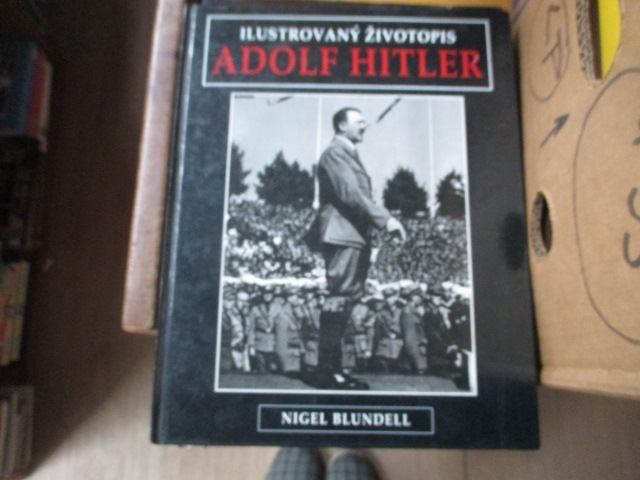 ILUSTROVANÝ ŽIVOTOPIS
ADOLF HITLER
NIGEL BLUNDELL